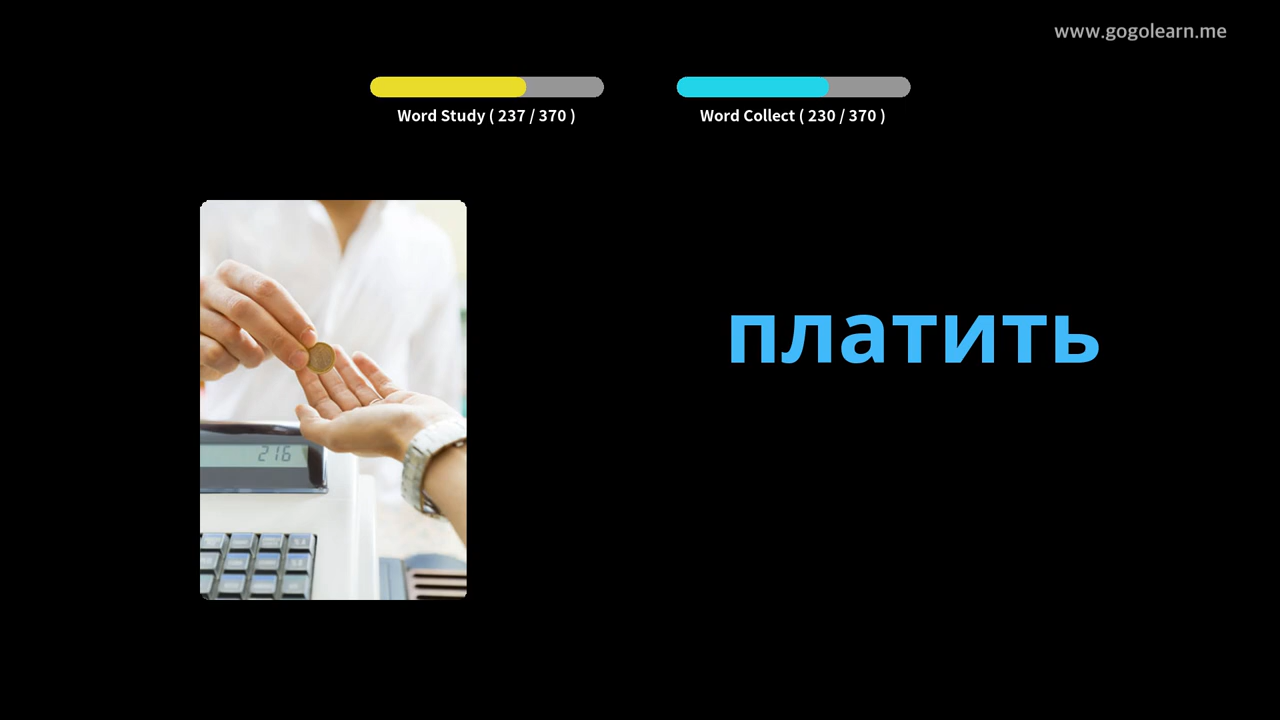 www.gogolearn.me
Word Study ( 237 / 370 )
Word Collect ( 230 / 370 )
платить
216